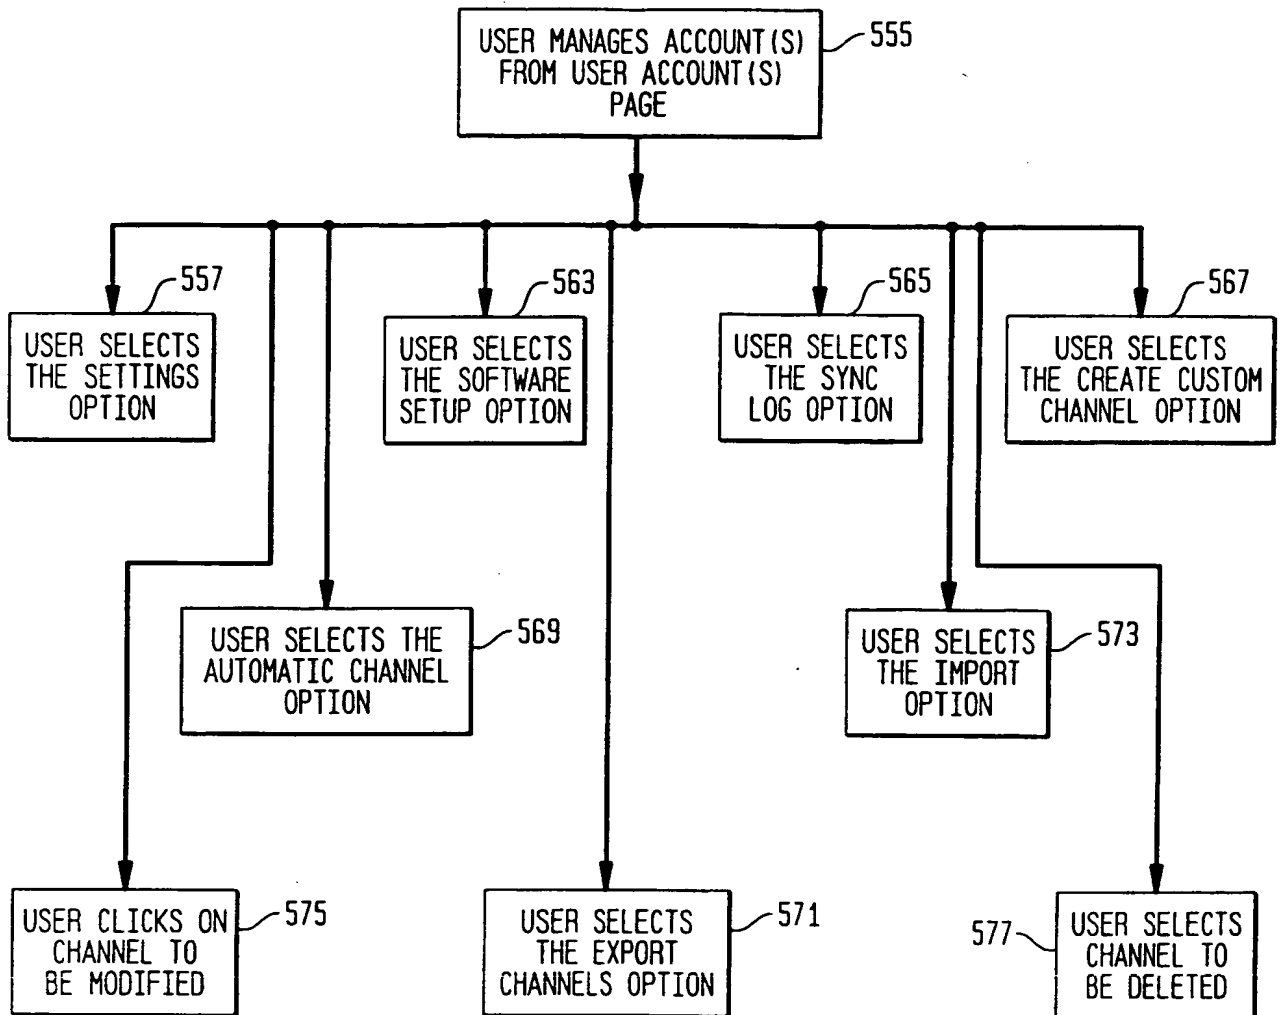 USER MANAGES ACCOUNT(S)
FROM USER ACCOUNT(S)
PAGE
555
557
USER SELECTS
THE SETTINGS
OPTION
563
USER SELECTS
THE SOFTWARE
SETUP OPTION
565
USER SELECTS
THE SYNC
LOG OPTION
567
USER SELECTS
THE CREATE CUSTOM
CHANNEL OPTION
USER SELECTS THE
AUTOMATIC CHANNEL
OPTION
569
USER SELECTS
THE IMPORT
OPTION
573
USER CLICKS ON
CHANNEL TO
BE MODIFIED
575
USER SELECTS
THE EXPORT
CHANNELS OPTION
571
577
USER SELECTS
CHANNEL TO
BE DELETED